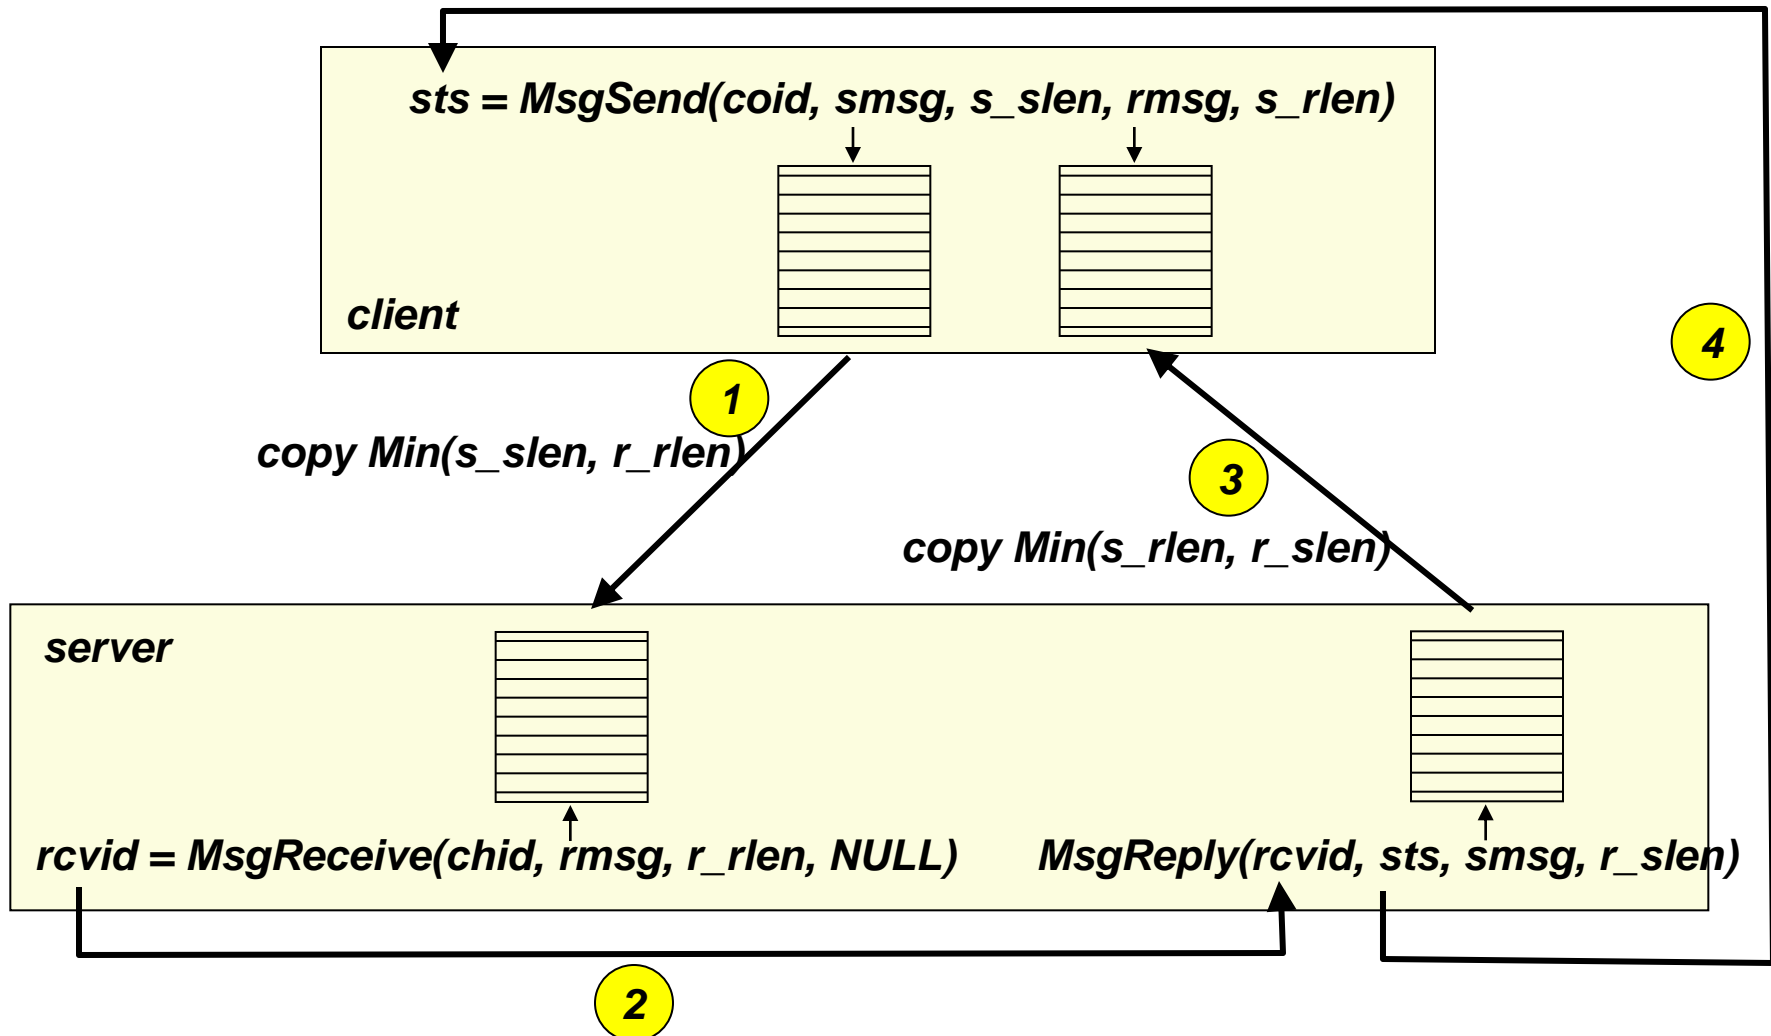 sts = MsgSend(coid, smsg, s_slen, rmsg, s_rlen)
client
4
1
copy Min(s_slen, r_rlen)
3
copy Min(s_rlen, r_slen)
server
rcvid = MsgReceive(chid, rmsg, r_rlen, NULL)
MsgReply(rcvid, sts, smsg, r_slen)
2